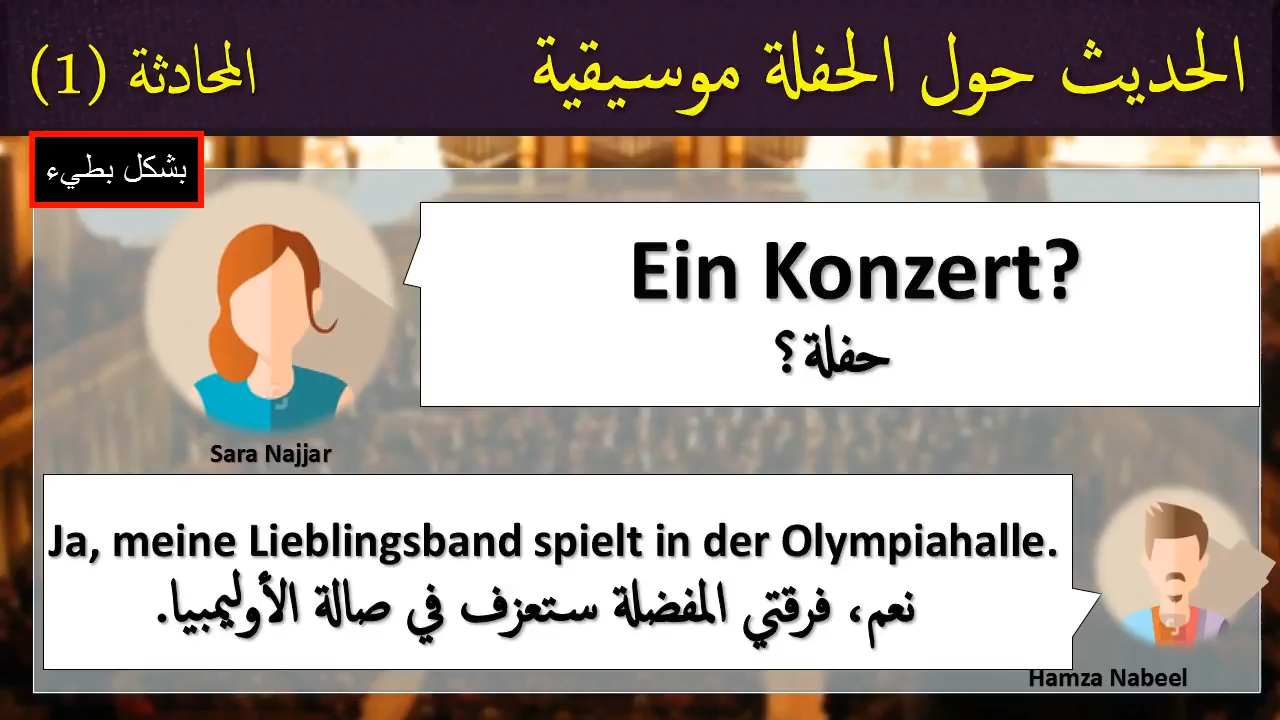 الحديث حول الحفلة موسيقية
المحادثة (1)
بشكل بطيء
Ein Konzert?
حفلة؟
Sara Najjar
Ja, meine Lieblingsband spielt in der Olympiahalle.
نعم، فرقتي المفضلة ستعزف في صالة الأوليمبيا.
Hamza Nabeel